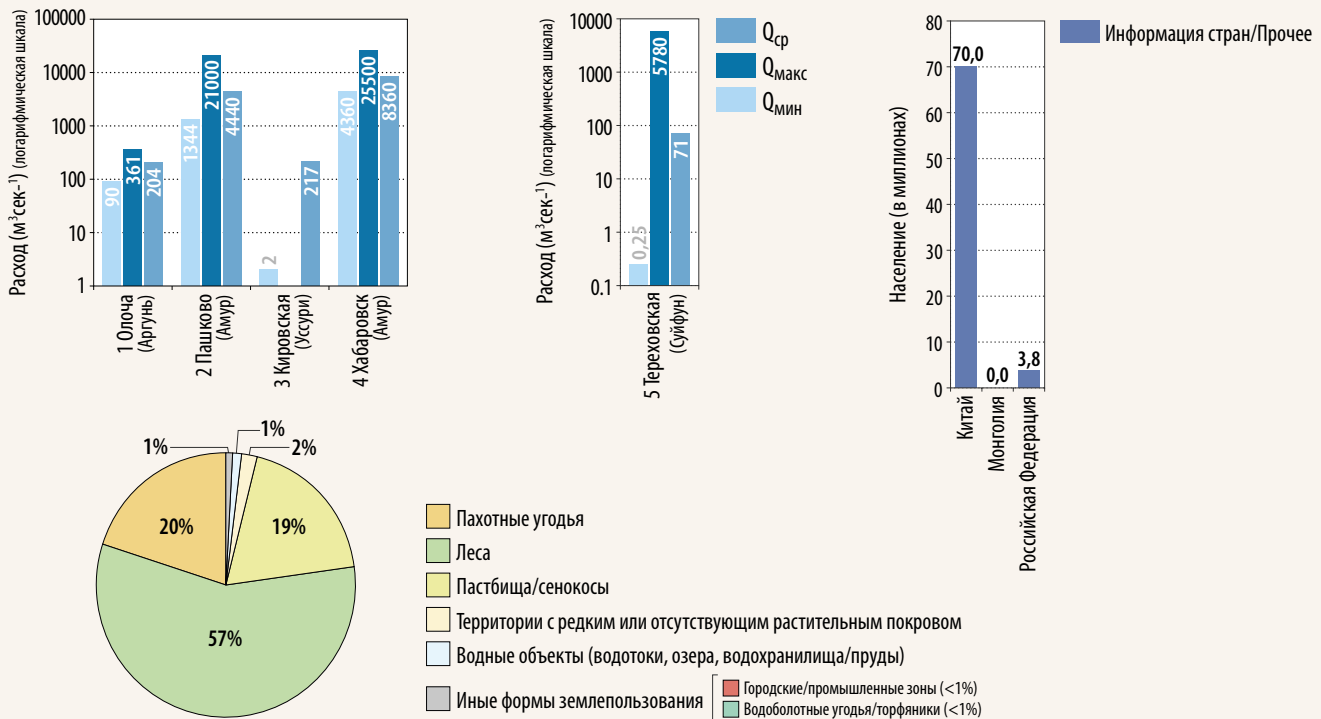 Расход (м³сек-¹) (логарифмическая шкала)
100000
10000
1000
100
10
1
90
361
204
1344
21000
4440
2
217
4360
25500
8360
1 Олоча
(Аргунь)
2 Пашково
(Амур)
3 Кировская
(Уссури)
4 Хабаровск
(Амур)
Расход (м³сек-¹) (логарифмическая шкала)
10000
1000
100
10
1
0.1
0,25
5780
71
5 Тереховская
(Суйфун)
Qср
Qмакс
Qмин
Население (в миллионах)
80
70
60
50
40
30
20
10
0
70,0
0,0
3,8
Китай
Монголия
Российская Федерация
Информация стран/Прочее
1%
1%
2%
20%
19%
57%
Пахотные угодья
Леса
Пастбища/сенокосы
Территории с редким или отсутствующим растительным покровом
Водные объекты (водотоки, озера, водохранилища/пруды)
Иные формы землепользования
Городские/промышленные зоны (<1%)
Водоболотные угодья/торфяники (<1%)